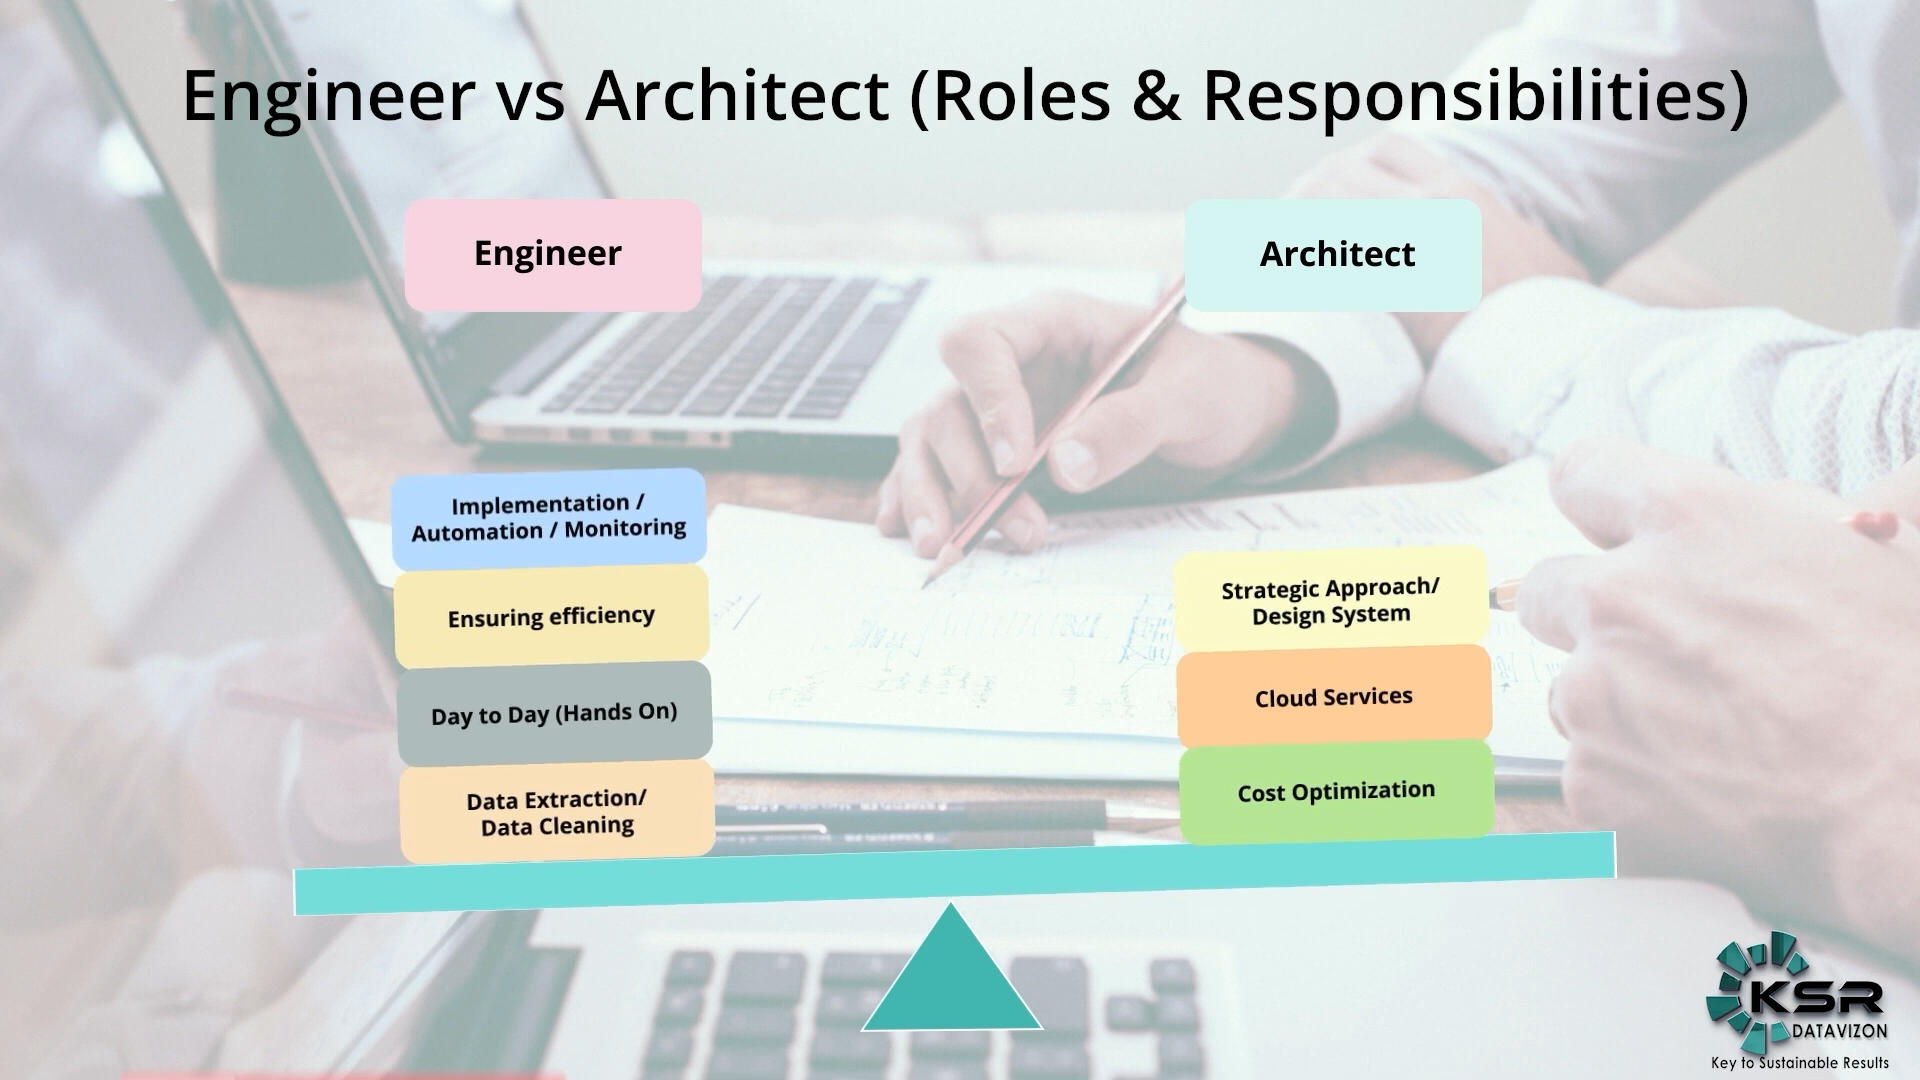 Engineer vs Architect (Roles & Responsibilities)
Engineer
Architect
Implementation /
Automation / Monitoring
Ensuring efficiency
Day to Day (Hands On)
Data Extraction/
Data Cleaning
Strategic Approach/
Design System
Cloud Services
Cost Optimization
KSR
DATAVIZON
Key to Sustainable Results